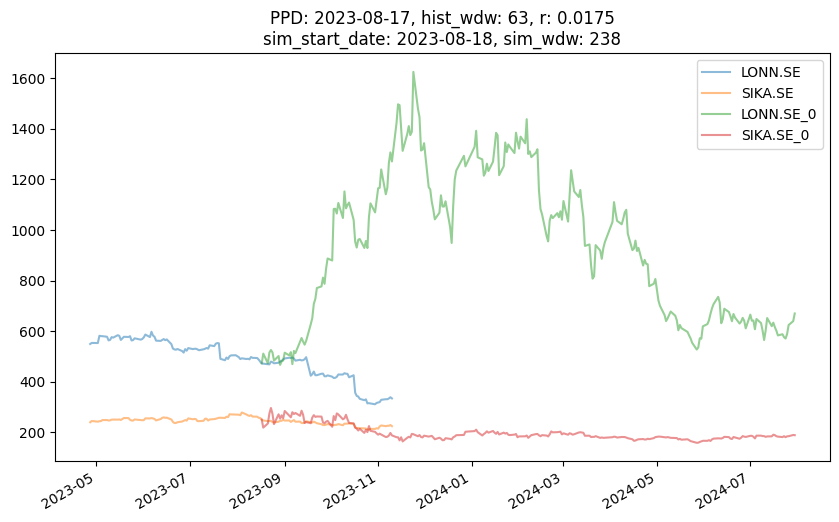 PPD: 2023-08-17, hist_wdw: 63, r: 0.0175
sim_start_date: 2023-08-18, sim_wdw: 238
LONN.SE
SIKA.SE
LONN.SE_0
SIKA.SE_0
1600
1400
1200
1000
800
600
400
200
2023-05
2023-07
2023-09
2023-11
2024-01
2024-03
2024-05
2024-07